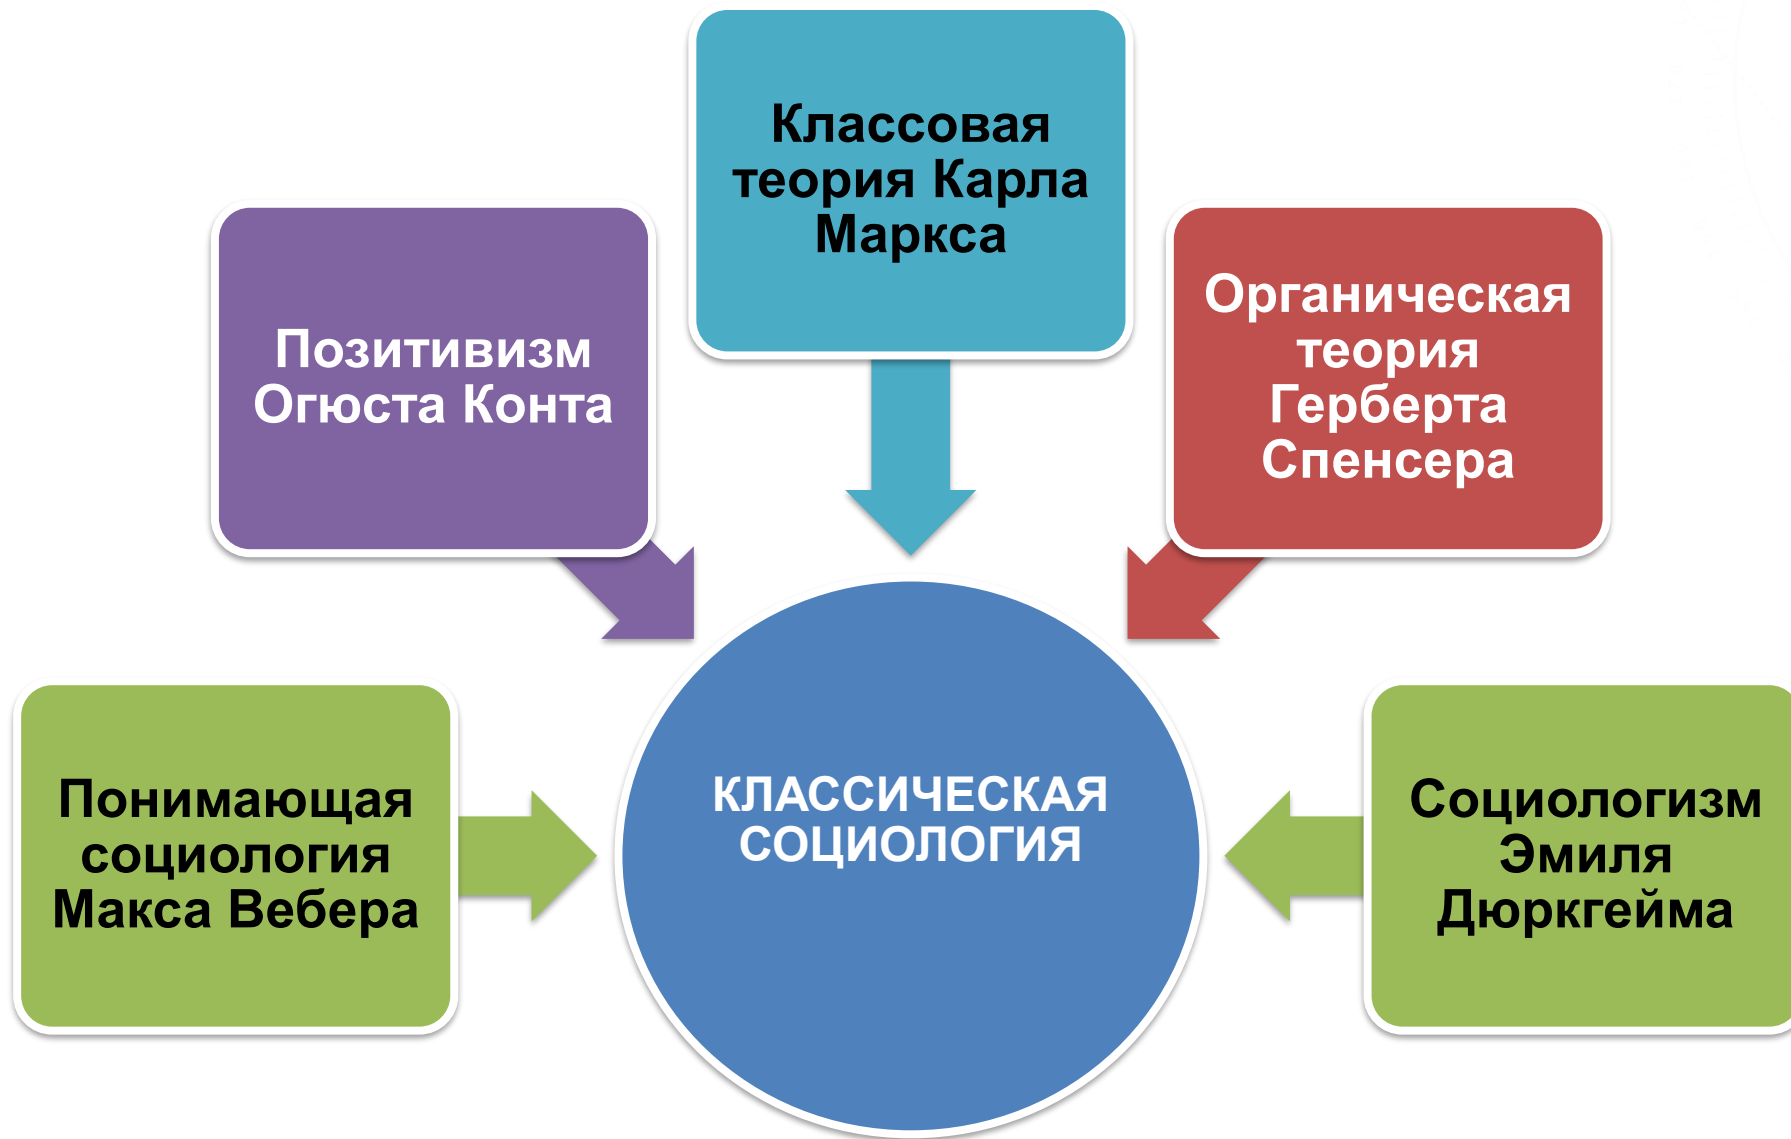 Классовая
теория Карла
Маркса
Позитивизм
Огюста Конта
Органическая
теория
Герберта
Спенсера
Понимающая
социология
Макса Вебера
КЛАССИЧЕСКАЯ
СОЦИОЛОГИЯ
Социологизм
Эмиля
Дюркгейма